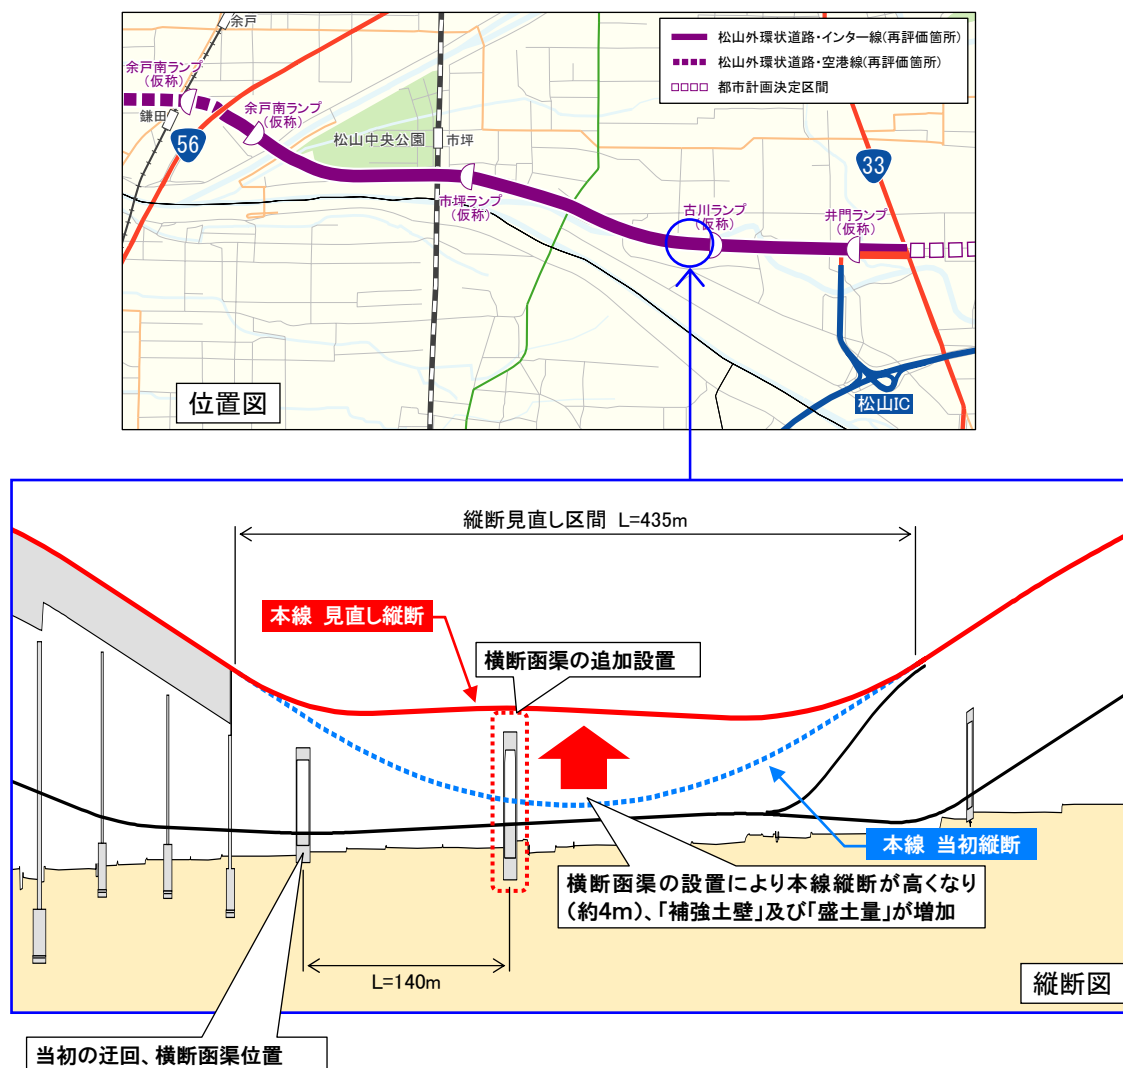 余戸
松山外環状道路・インター線(再評価箇所)
松山外環状道路・空港線(再評価箇所)
都市計画決定区間
余戸南ランプ
(仮称)
余戸南ランプ
(仮称)
鎌田
56
松山中央公園
市坪
33
市坪ランプ
(仮称)
古川ランプ
(仮称)
井門ランプ
(仮称)
位置図
松山IC
縦断見直し区間 L=435m
本線 見直し縦断
横断函渠の追加設置
本線 当初縦断
横断函渠の設置により本線縦断が高くなり
(約4m)、「補強土壁」及び「盛土量」が増加
L=140m
縦断図
当初の迂回、横断函渠位置